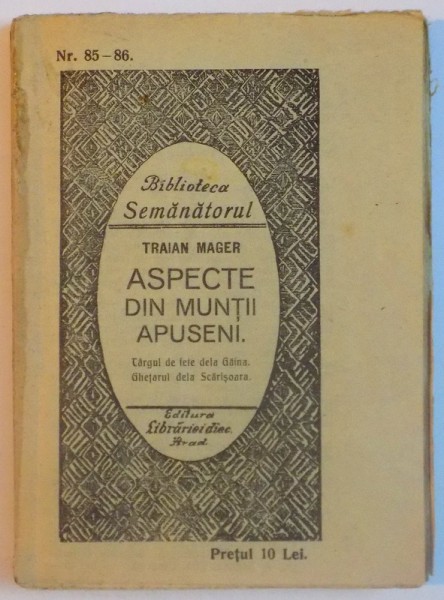 Nr. 85–86.
Biblioteca
Semănătorul
TRAIAN MAGER
ASPECTE
DIN MUNȚII
APUSENI.
Târgul de fete dela Găina.
Ghețarul dela Scărișoara.
Editura
Librăriei diec.
Arad.
Prețul 10 Lei.